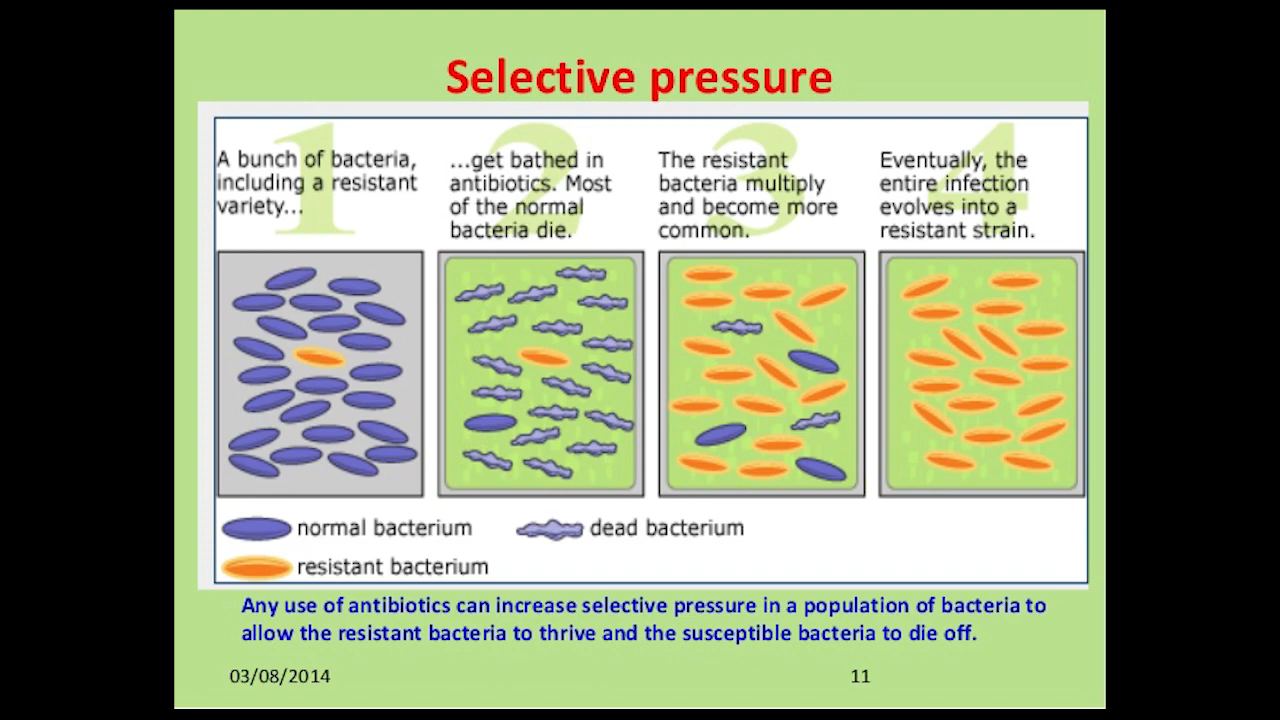 Selective pressure
1
A bunch of bacteria,
including a resistant
variety...
2
...get bathed in
antibiotics. Most
of the normal
bacteria die.
3
The resistant
bacteria multiply
and become more
common.
4
Eventually, the
entire infection
evolves into a
resistant strain.
normal bacterium
dead bacterium
resistant bacterium
Any use of antibiotics can increase selective pressure in a population of bacteria to
allow the resistant bacteria to thrive and the susceptible bacteria to die off.
03/08/2014
11